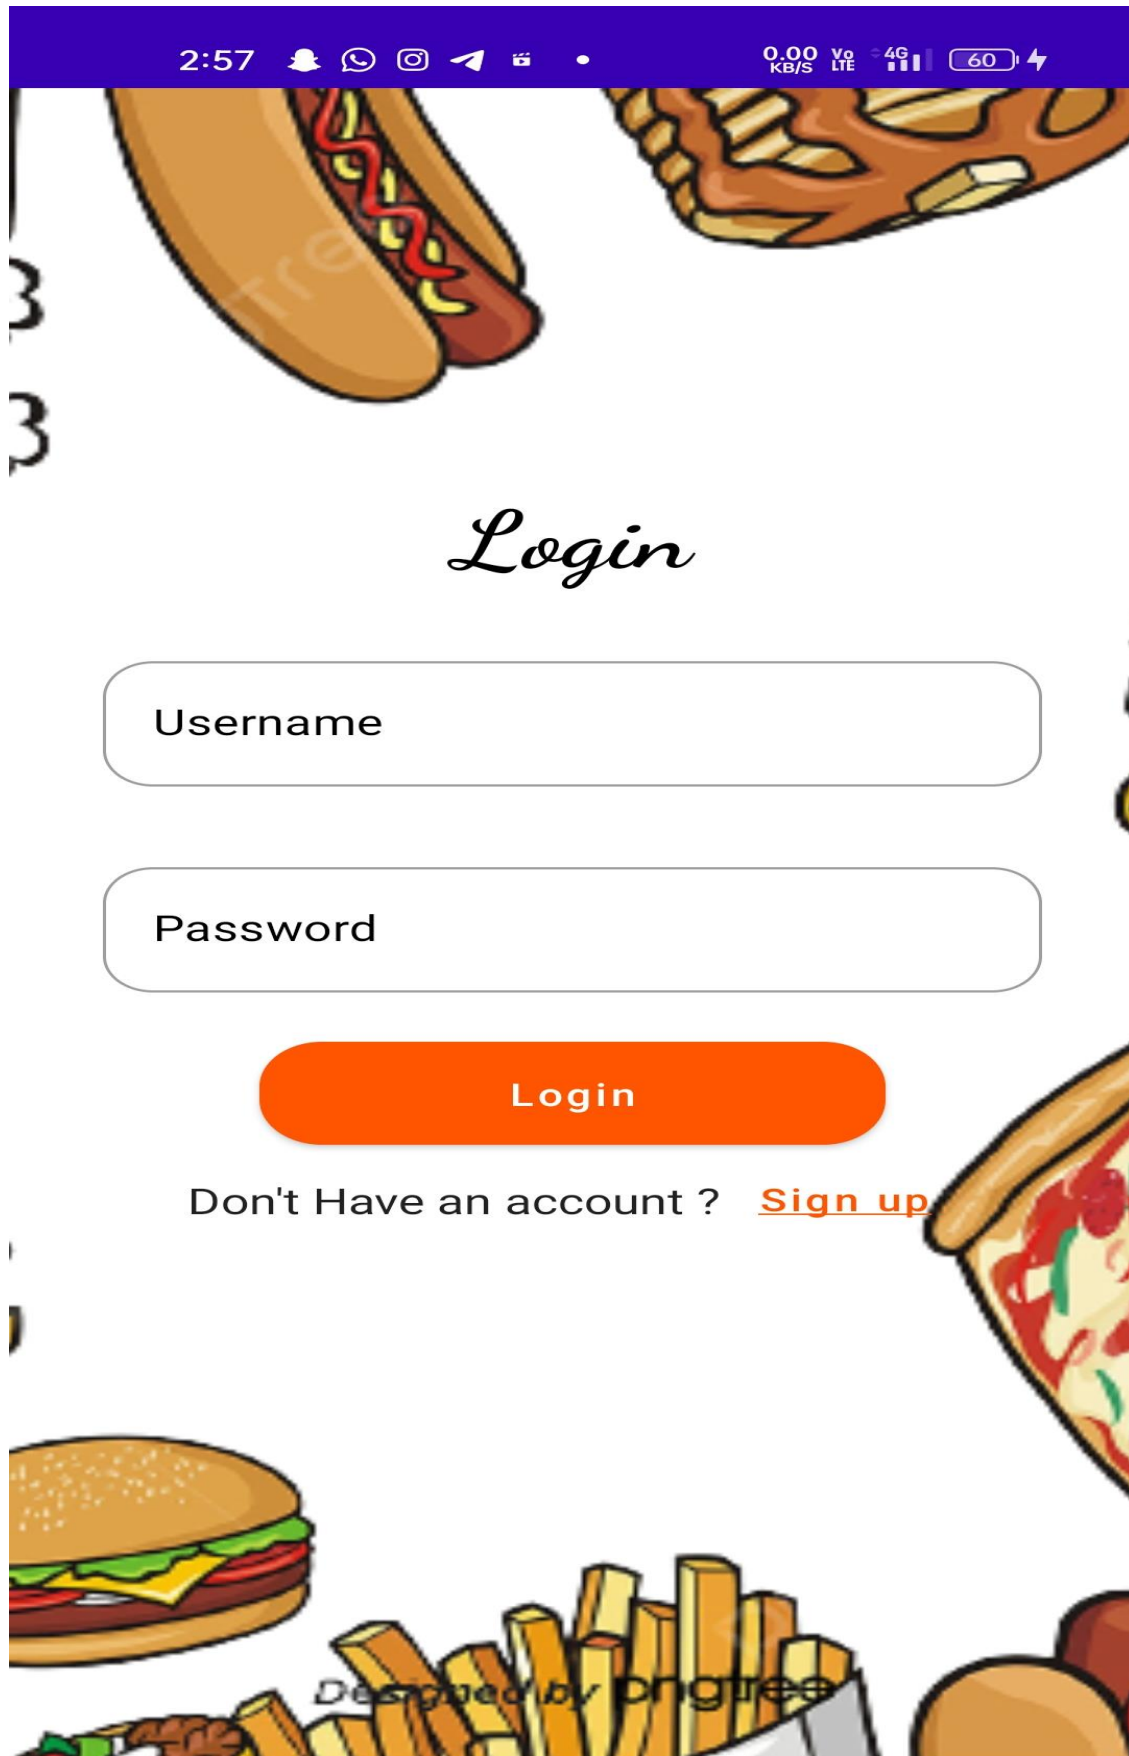 2:57 0.00 KB/S Vo LTE 4G 60
Login
Username
Password
Login
Don't Have an account ? Sign up
Designed by pngtree